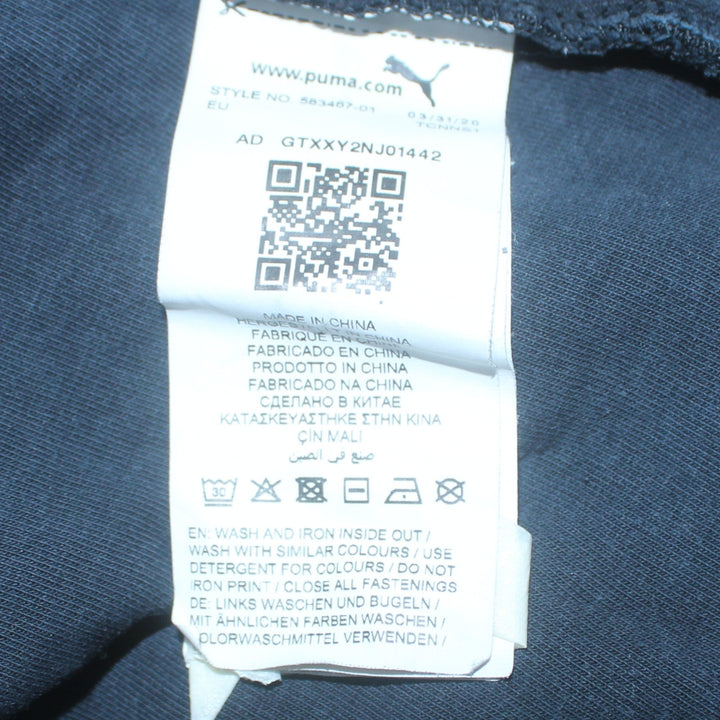 www.puma.com
STYLE NO. 583467-01
EU
03/31/20
AD GTXXY2NJ01442
MADE IN CHINA
FABRIQUE EN CHINA
FABRICADO EN CHINA
PRODOTTO IN CHINA
FABRICADO NA CHINA
СДЕЛАНО В КИТАЕ
ΚΑΤΑΣΚΕΥΑΣΤΗΚΕ ΣΤΗΝ ΚΙΝΑ
ÇİN MALI
صنع في الصين
30
EN: WASH AND IRON INSIDE OUT /
WASH WITH SIMILAR COLOURS / USE
DETERGENT FOR COLOURS / DO NOT
IRON PRINT / CLOSE ALL FASTENINGS
DE: LINKS WASCHEN UND BÜGELN /
MIT ÄHNLICHEN FARBEN WASCHEN /
OLORWASCHMITTEL VERWENDEN /